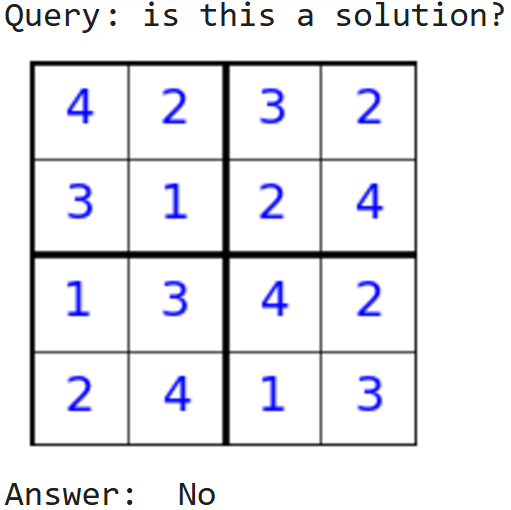 Query: is this a solution?
4 2 3 2
3 1 2 4
1 3 4 2
2 4 1 3
Answer: No